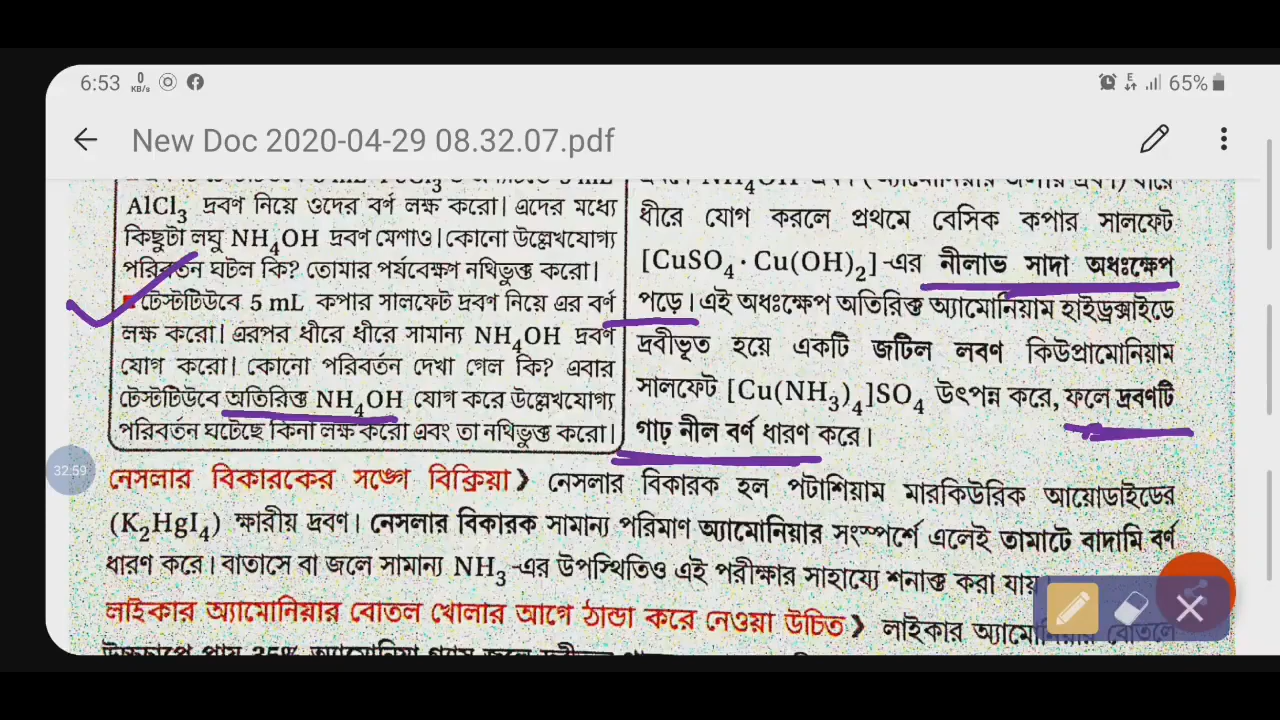 6:53 0 KB/s 65%
New Doc 2020-04-29 08.32.07.pdf
AlCl₃ দ্রবণ নিয়ে ওদের বর্ণ লক্ষ করো। এদের মধ্যে
কিছুটা লঘু NH₄OH দ্রবণ মেশাও। কোনো উল্লেখযোগ্য
পরিবর্তন ঘটল কি? তোমার পর্যবেক্ষণ নথিভুক্ত করো।
টেস্টটিউবে 5 mL কপার সালফেট দ্রবণ নিয়ে এর বর্ণ
লক্ষ করো। এরপর ধীরে ধীরে সামান্য NH₄OH দ্রবণ
যোগ করো। কোনো পরিবর্তন দেখা গেল কি? এবার
টেস্টটিউবে অতিরিক্ত NH₄OH যোগ করে উল্লেখযোগ্য
পরিবর্তন ঘটেছে কিনা লক্ষ করো এবং তা নথিভুক্ত করো।
ধীরে যোগ করলে প্রথমে বেসিক কপার সালফেট
[CuSO₄ · Cu(OH)₂]-এর নীলাভ সাদা অধঃক্ষেপ
পড়ে। এই অধঃক্ষেপ অতিরিক্ত অ্যামোনিয়াম হাইড্রক্সাইডে
দ্রবীভূত হয়ে একটি জটিল লবণ কিউপ্রামোনিয়াম
সালফেট [Cu(NH₃)₄]SO₄ উৎপন্ন করে, ফলে দ্রবণটি
গাঢ় নীল বর্ণ ধারণ করে।
32:59
নেসলার বিকারকের সঙ্গে বিক্রিয়া❯ নেসলার বিকারক হল পটাশিয়াম মারকিউরিক আয়োডাইডের
(K₂HgI₄) ক্ষারীয় দ্রবণ। নেসলার বিকারক সামান্য পরিমাণ অ্যামোনিয়ার সংস্পর্শে এলেই তামাটে বাদামি বর্ণ
ধারণ করে। বাতাসে বা জলে সামান্য NH₃-এর উপস্থিতিও এই পরীক্ষার সাহায্যে শনাক্ত করা যায়।
লাইকার অ্যামোনিয়ার বোতল খোলার আগে ঠান্ডা করে নেওয়া উচিত❯ লাইকার অ্যামোনিয়ার বোতলে